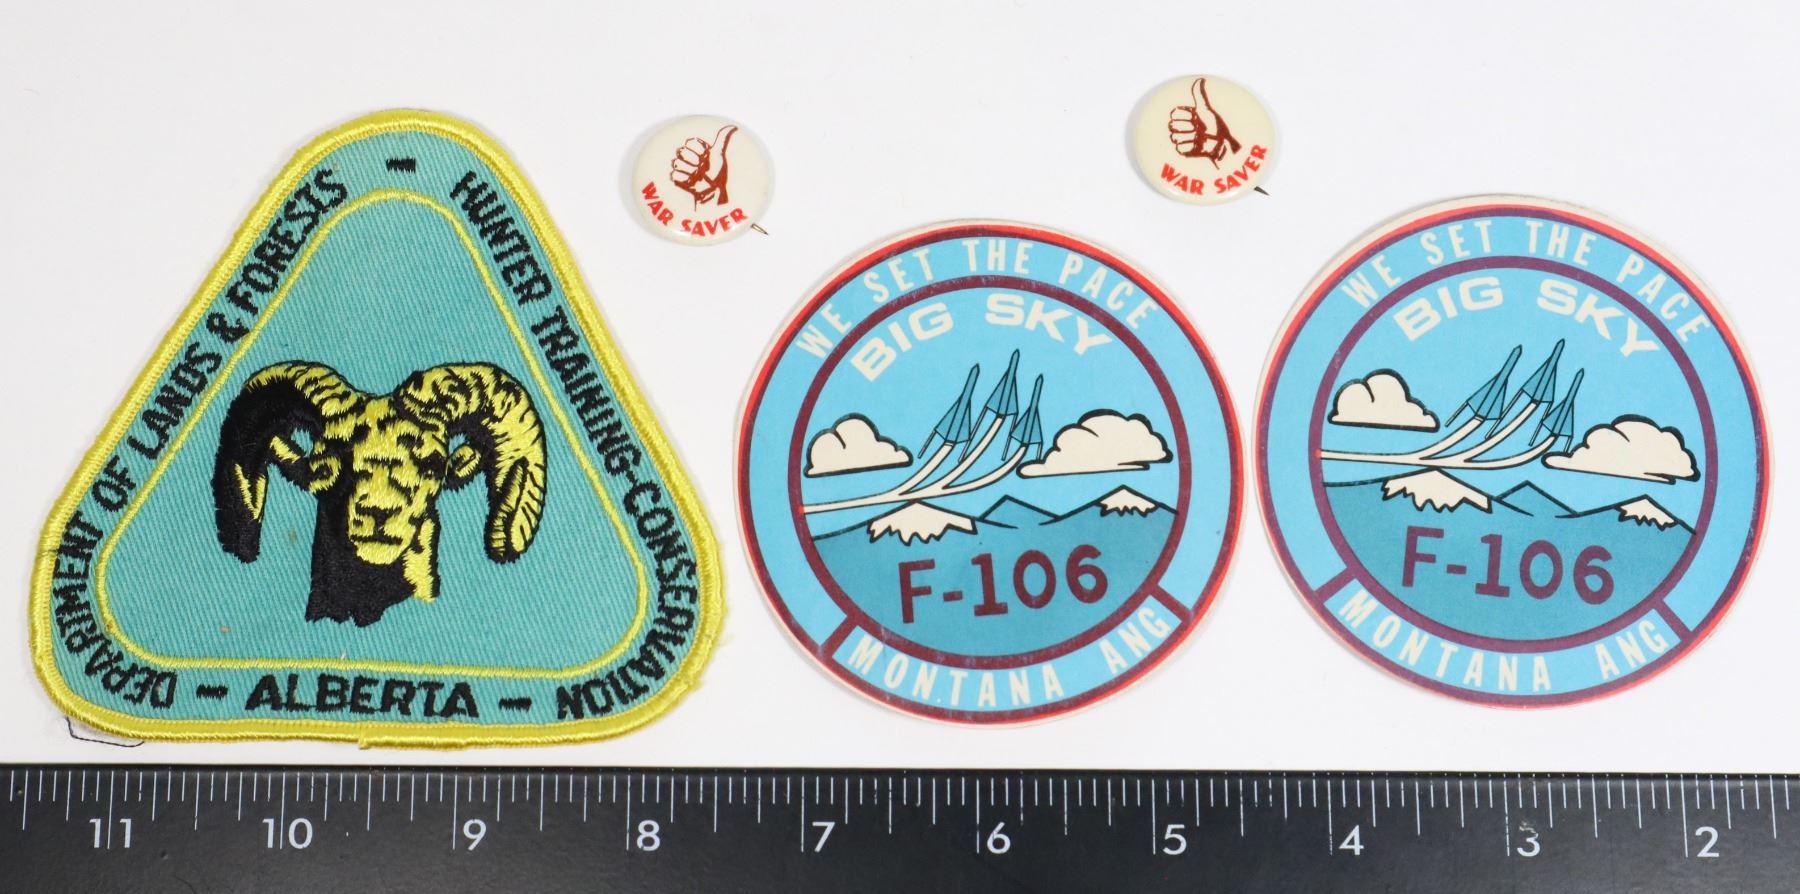 DEPARTMENT OF LANDS & FORESTS - HUNTER TRAINING-CONSERVATION - ALBERTA -
WAR SAVER
WAR SAVER
WE SET THE PACE
BIG SKY
F-106
MONTANA ANG
WE SET THE PACE
BIG SKY
F-106
MONTANA ANG
11 10 9 8 7 6 5 4 3 2